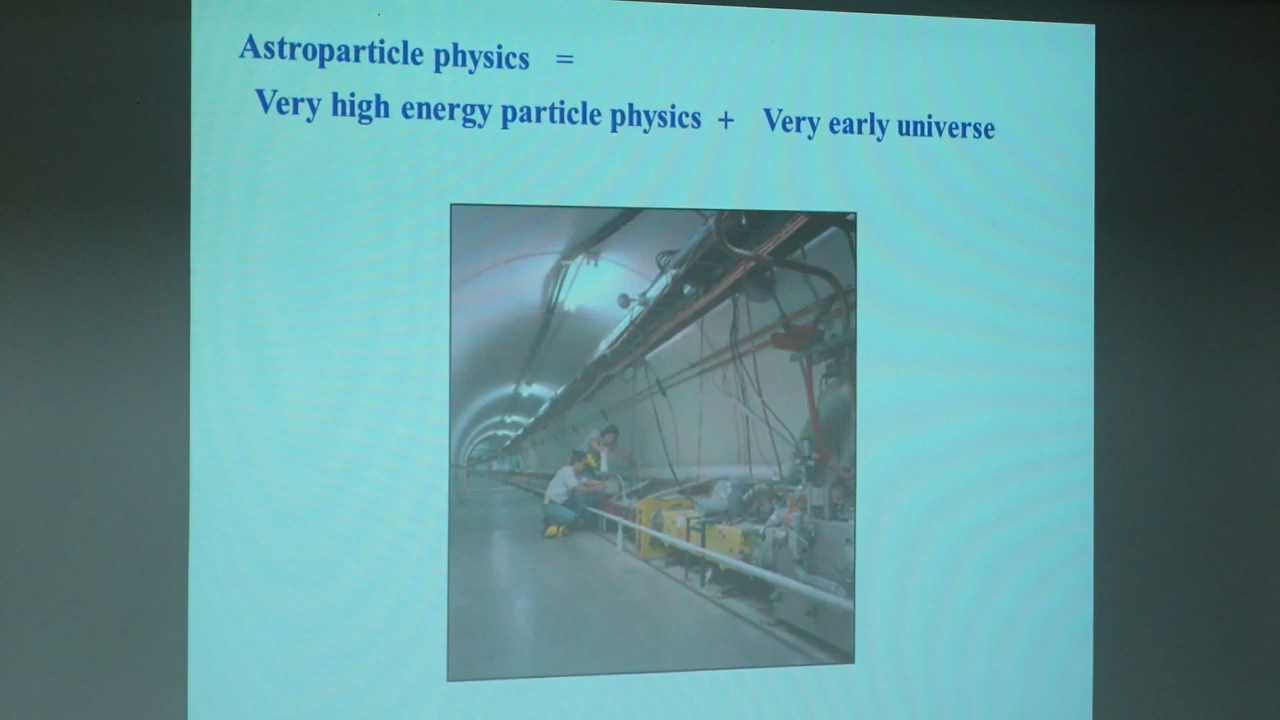 Astroparticle physics =
Very high energy particle physics + Very early universe